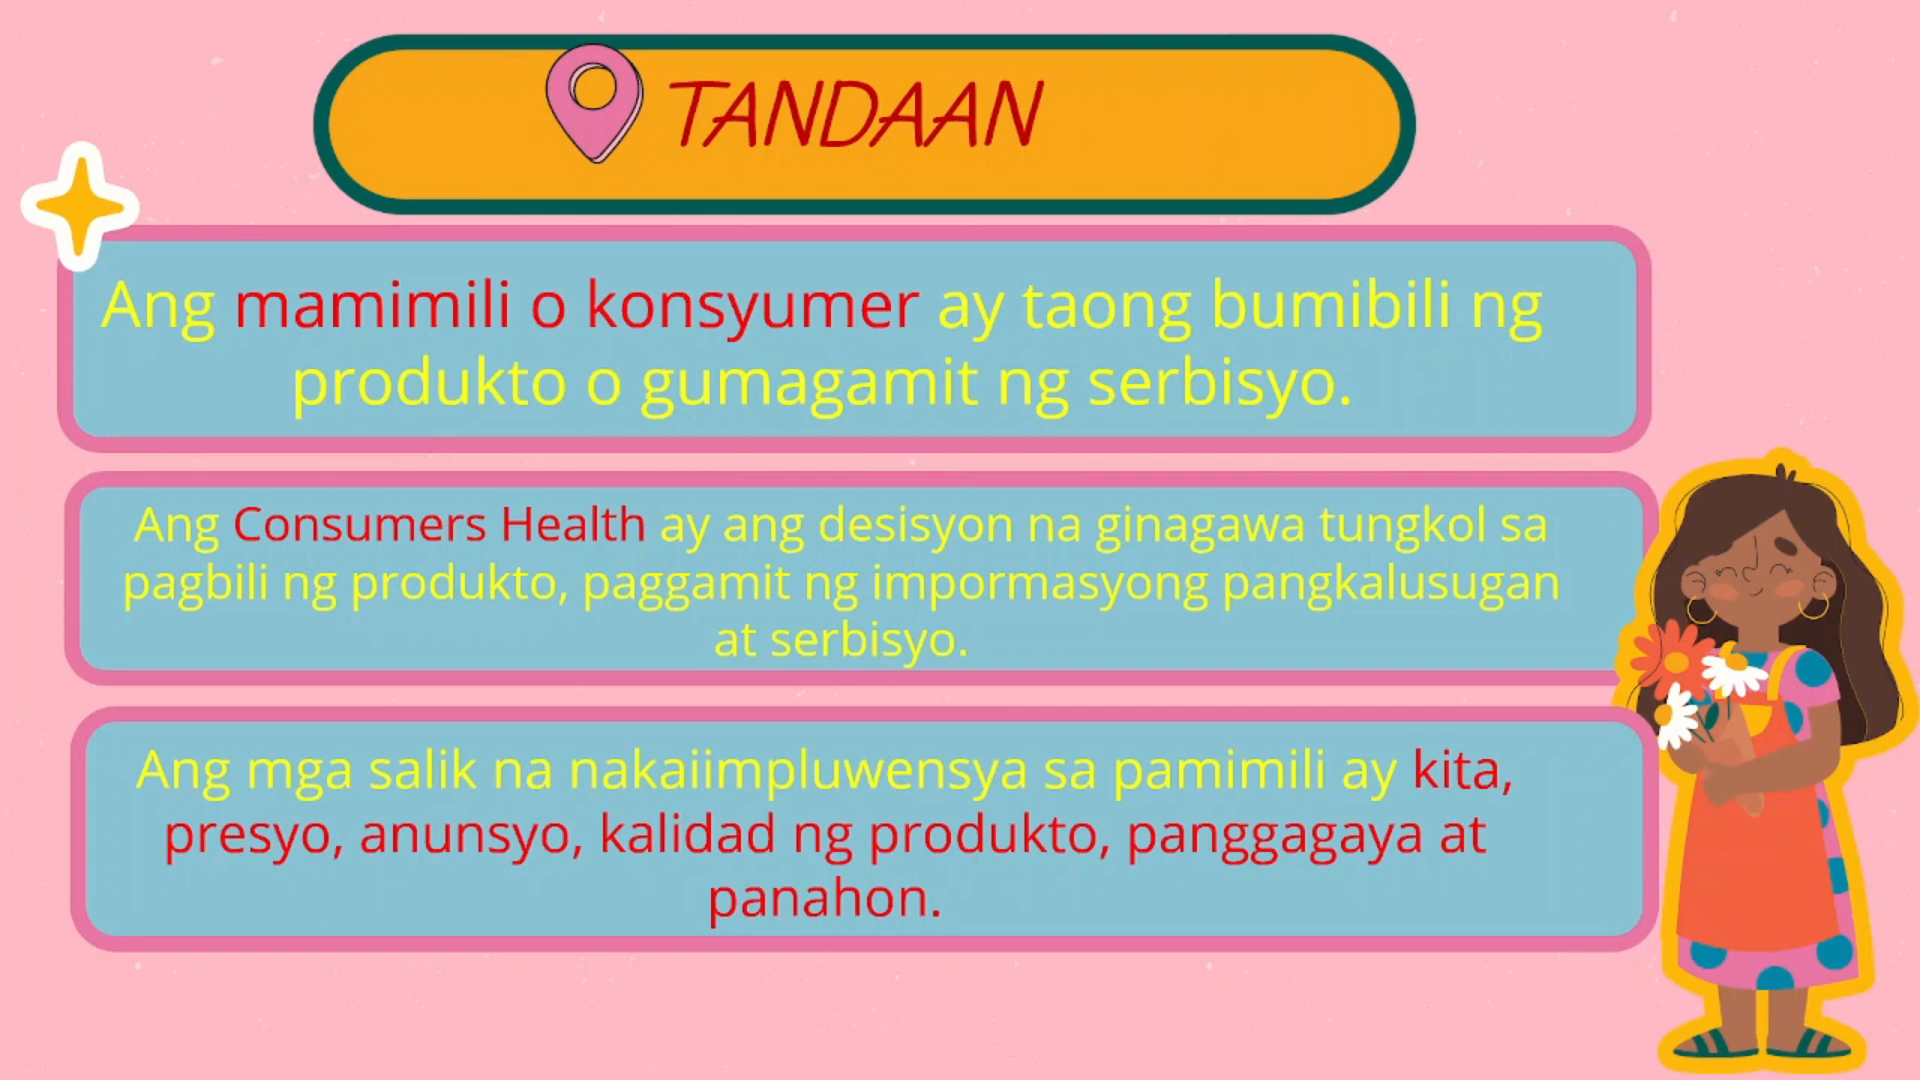 TANDAAN
Ang mamimili o konsyumer ay taong bumibili ng
produkto o gumagamit ng serbisyo.
Ang Consumers Health ay ang desisyon na ginagawa tungkol sa
pagbili ng produkto, paggamit ng impormasyong pangkalusugan
at serbisyo.
Ang mga salik na nakaiimpluwensya sa pamimili ay kita,
presyo, anunsyo, kalidad ng produkto, panggagaya at
panahon.